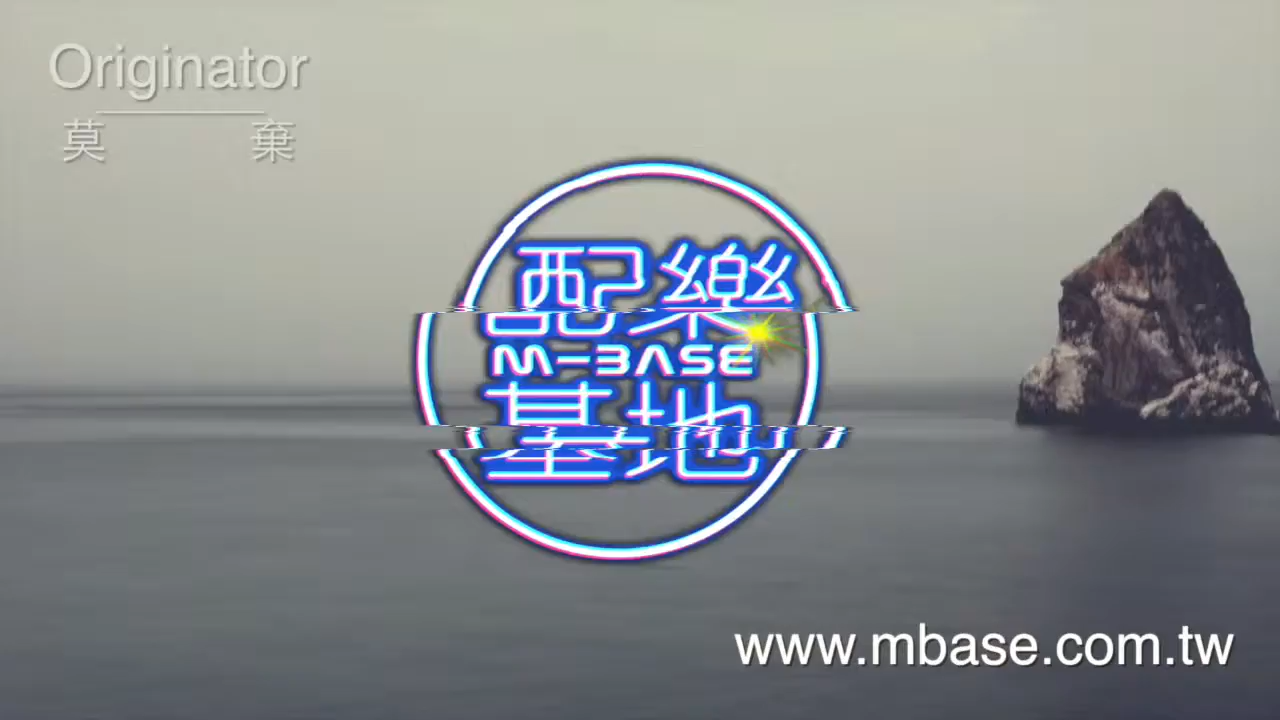 Originator
莫 棄
配樂
M-BASE
基地
www.mbase.com.tw